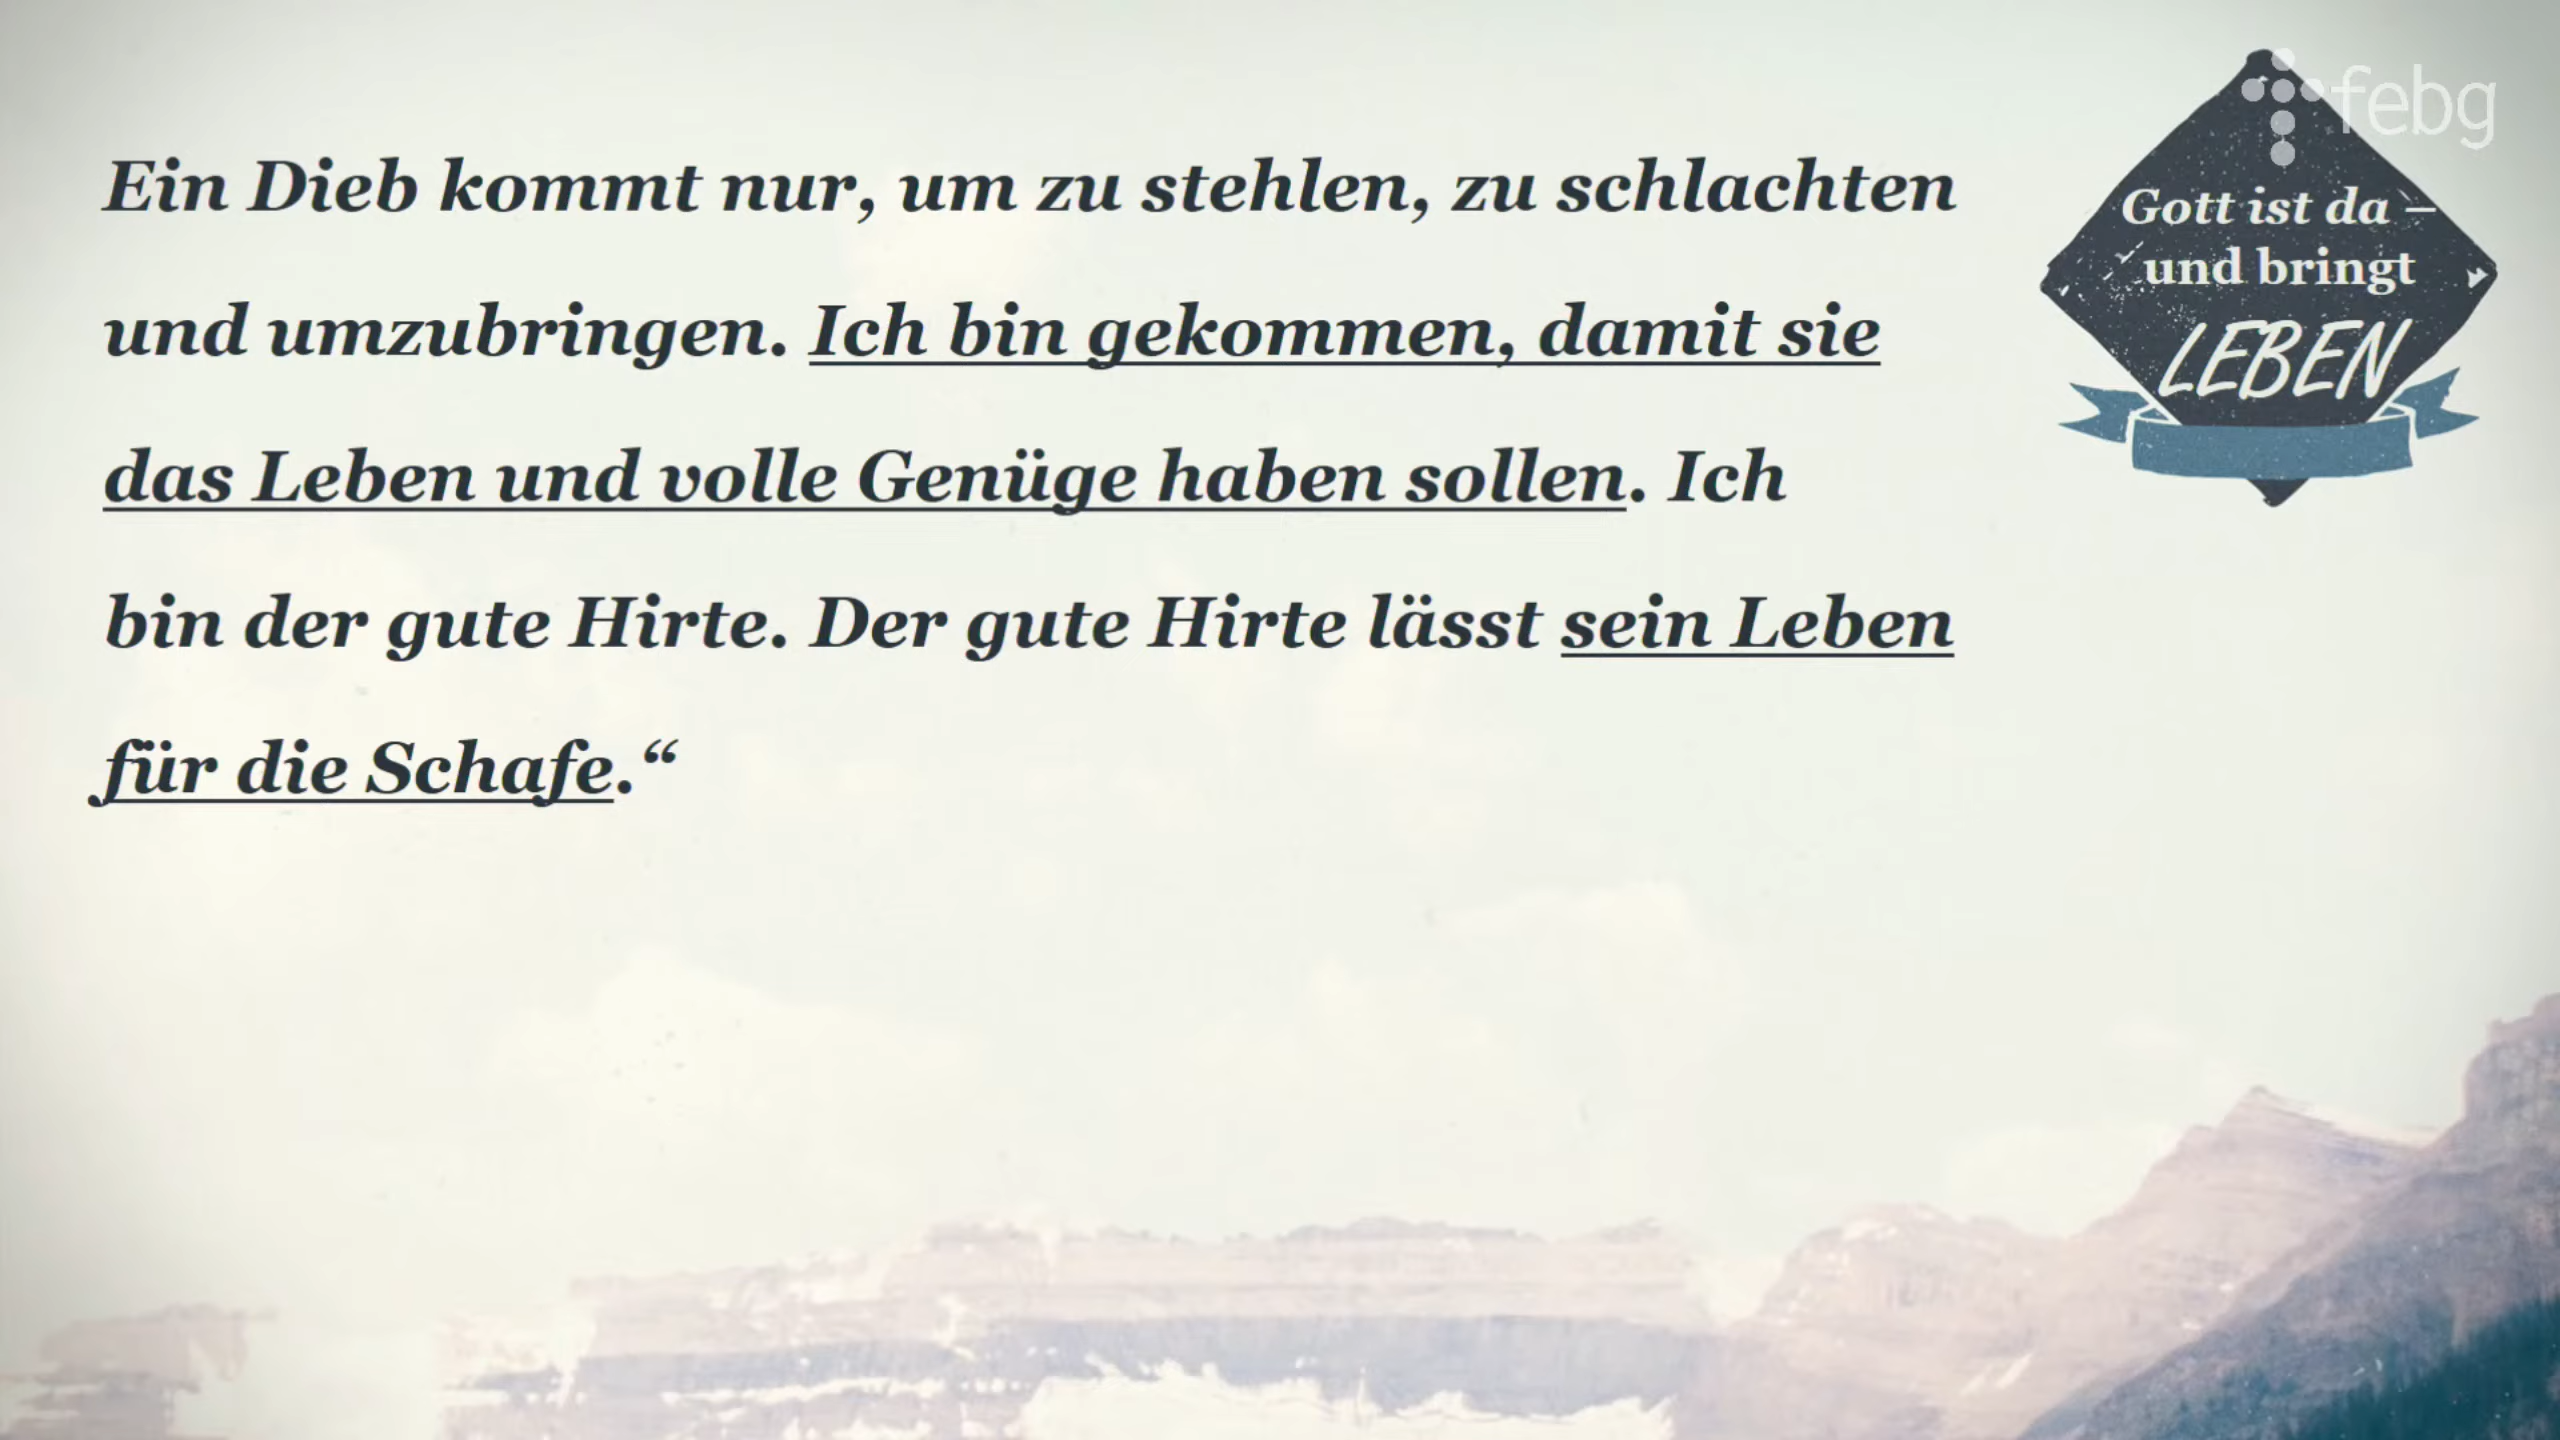 Ein Dieb kommt nur, um zu stehlen, zu schlachten
und umzubringen. Ich bin gekommen, damit sie
das Leben und volle Genüge haben sollen. Ich
bin der gute Hirte. Der gute Hirte lässt sein Leben
für die Schafe.“
febg
Gott ist da –
und bringt
LEBEN